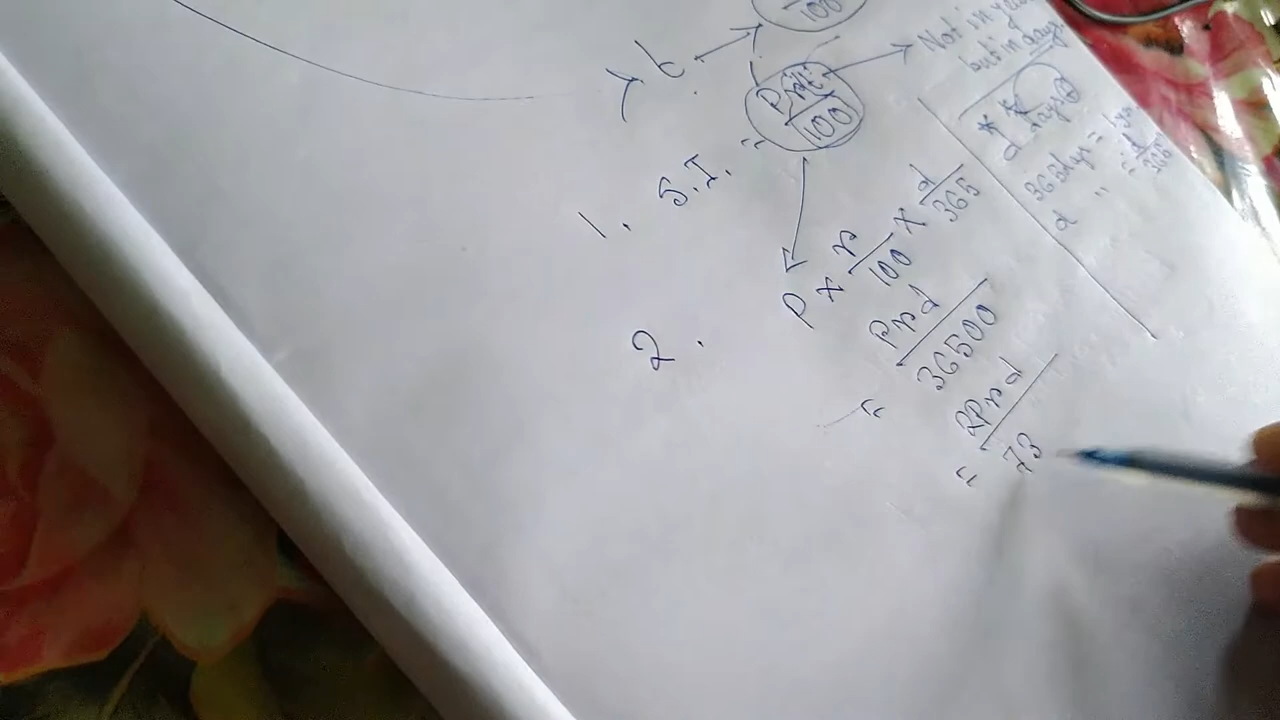 t → 100
Not in
but in days.
1. S.I. = Prt/100
** d days
365 days = 1 yr.
d " = d/365
P × r/100 × d/365
2.
= Prd/36500
= 2Prd/73